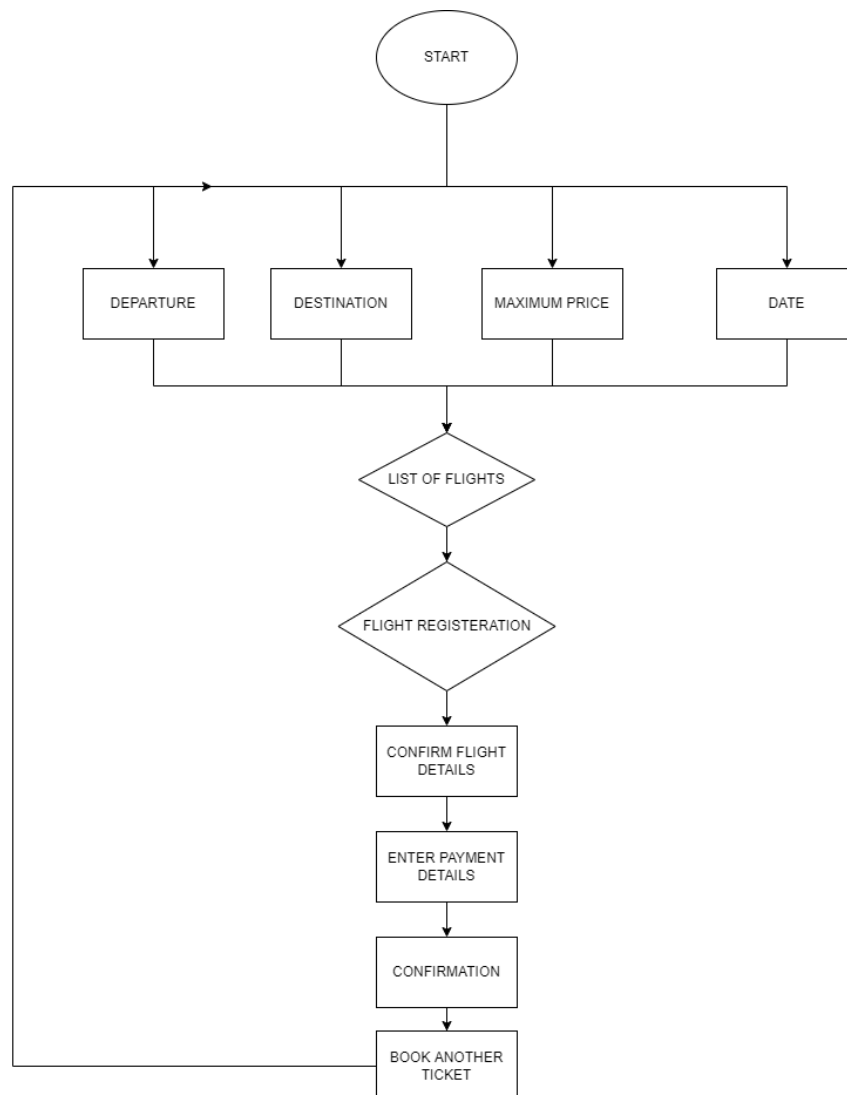 START
DEPARTURE
DESTINATION
MAXIMUM PRICE
DATE
LIST OF FLIGHTS
FLIGHT REGISTERATION
CONFIRM FLIGHT
DETAILS
ENTER PAYMENT
DETAILS
CONFIRMATION
BOOK ANOTHER
TICKET